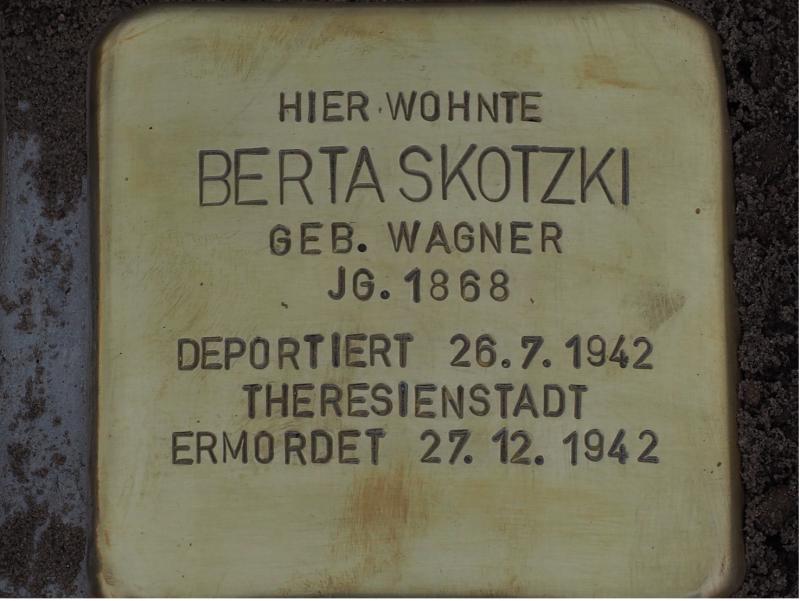 HIER WOHNTE
BERTA SKOTZKI
GEB. WAGNER
JG. 1868
DEPORTIERT 26.7.1942
THERESIENSTADT
ERMORDET 27.12.1942